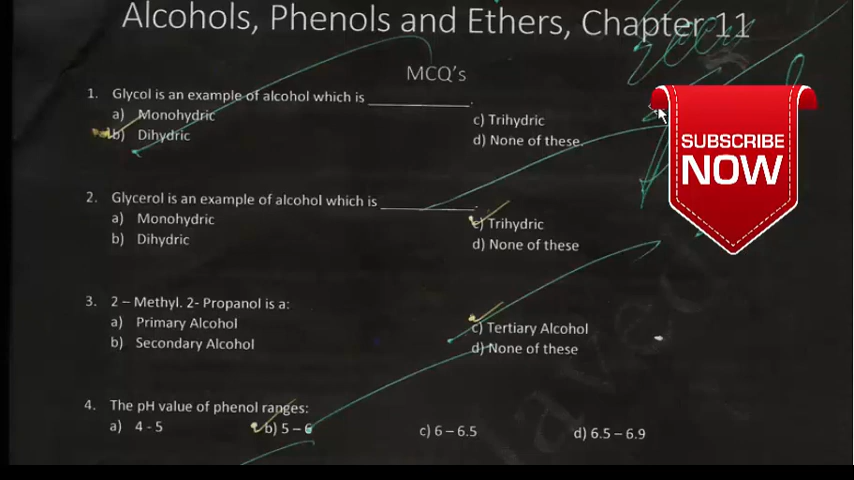 Alcohols, Phenols and Ethers, Chapter 11
MCQ's
1. Glycol is an example of alcohol which is ____________.
a) Monohydric
c) Trihydric
b) Dihydric
d) None of these.
SUBSCRIBE
NOW
2. Glycerol is an example of alcohol which is ____________.
a) Monohydric
c) Trihydric
b) Dihydric
d) None of these
3. 2 – Methyl. 2- Propanol is a:
a) Primary Alcohol
c) Tertiary Alcohol
b) Secondary Alcohol
d) None of these
4. The pH value of phenol ranges:
a) 4 - 5 b) 5 – 6 c) 6 – 6.5 d) 6.5 – 6.9